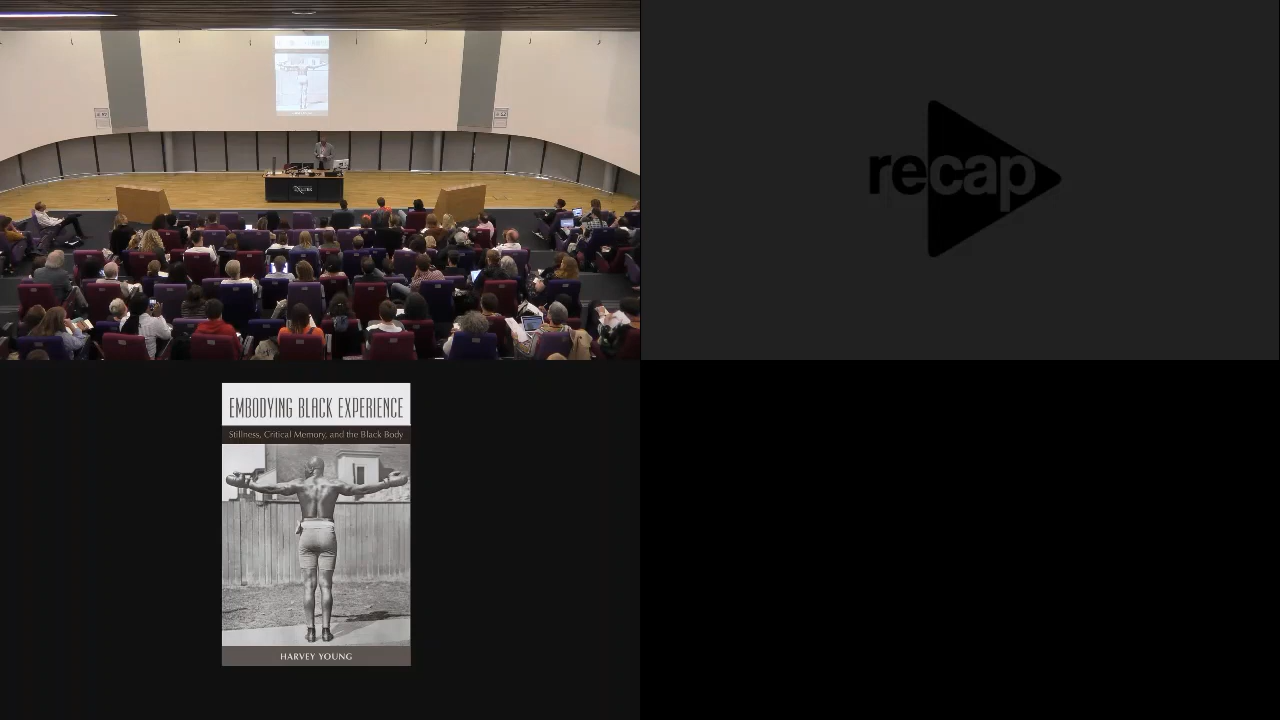 recap
EMBODYING BLACK EXPERIENCE
Stillness, Critical Memory, and the Black Body
HARVEY YOUNG